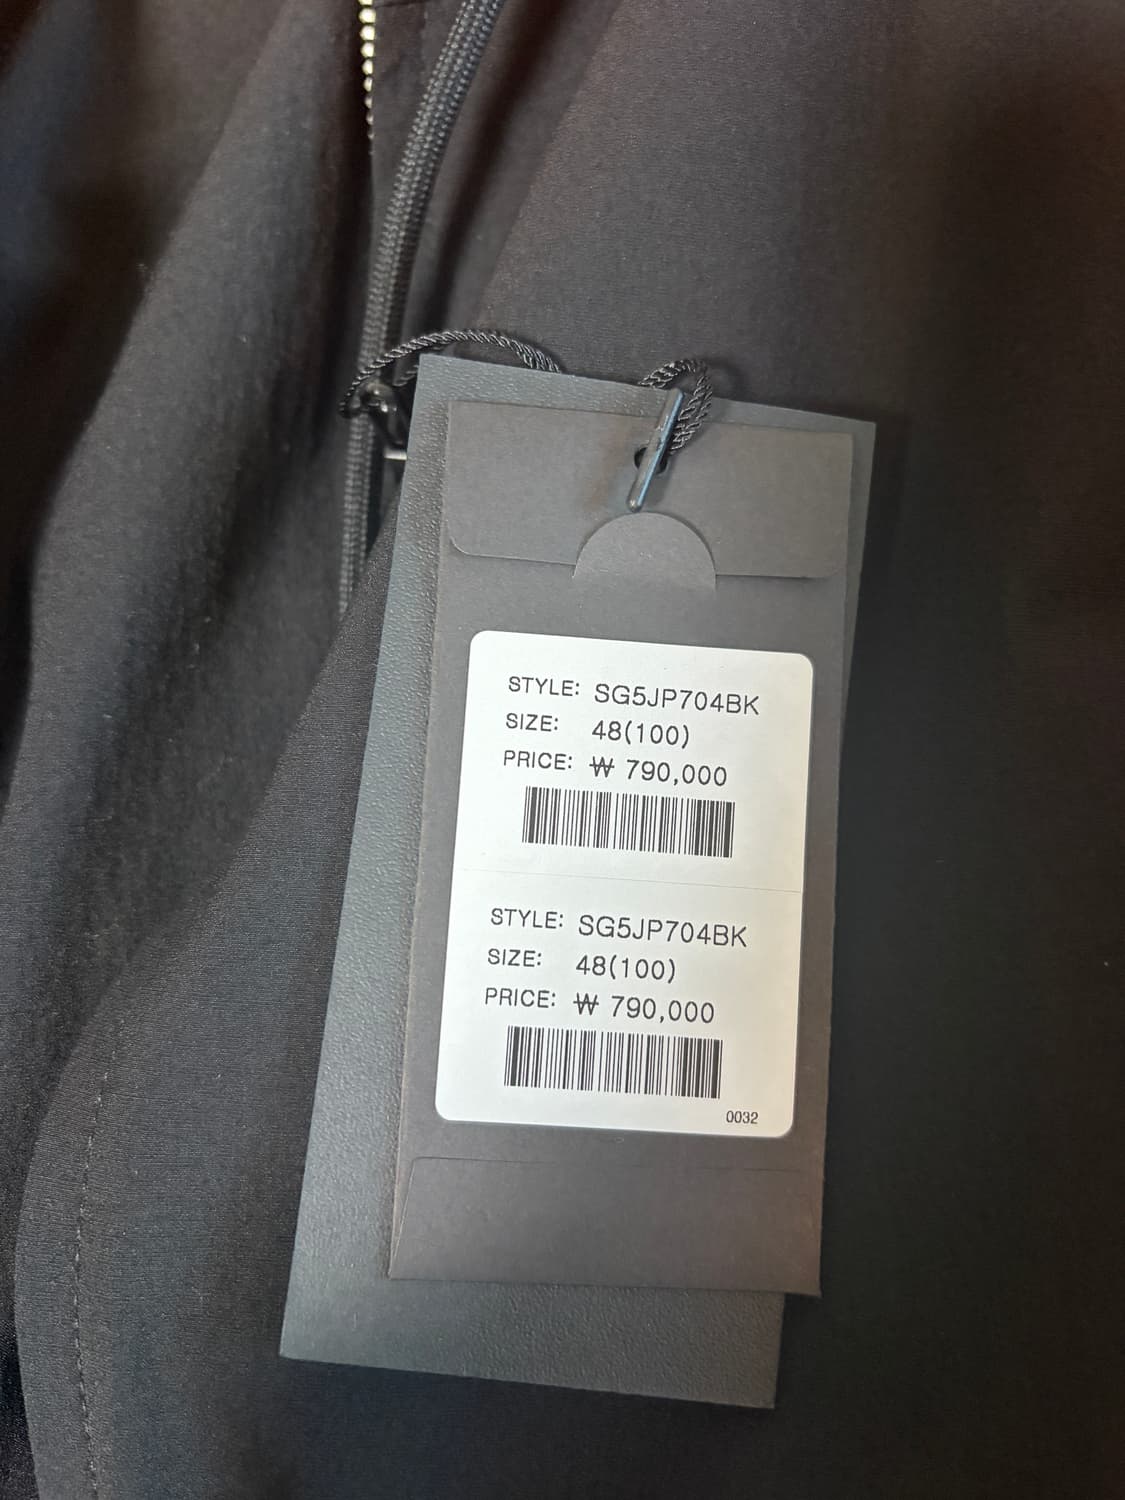 STYLE: SG5JP704BK
SIZE: 48(100)
PRICE: ₩ 790,000
STYLE: SG5JP704BK
SIZE: 48(100)
PRICE: ₩ 790,000
0032